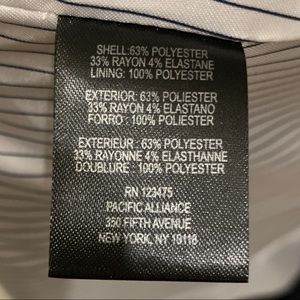 SHELL:63% POLYESTER
33% RAYON 4% ELASTANE
LINING: 100% POLYESTER
EXTERIOR: 63% POLIESTER
33% RAYON 4% ELASTANO
FORRO : 100% POLYESTER
EXTERIEUR : 63% POLYESTER
33% RAYONNE 4% ELASTHANNE
DOUBLURE : 100% POLYESTER
RN 123475
PACIFIC ALLIANCE
350 FIFTH AVENUE
NEW YORK, NY 10118